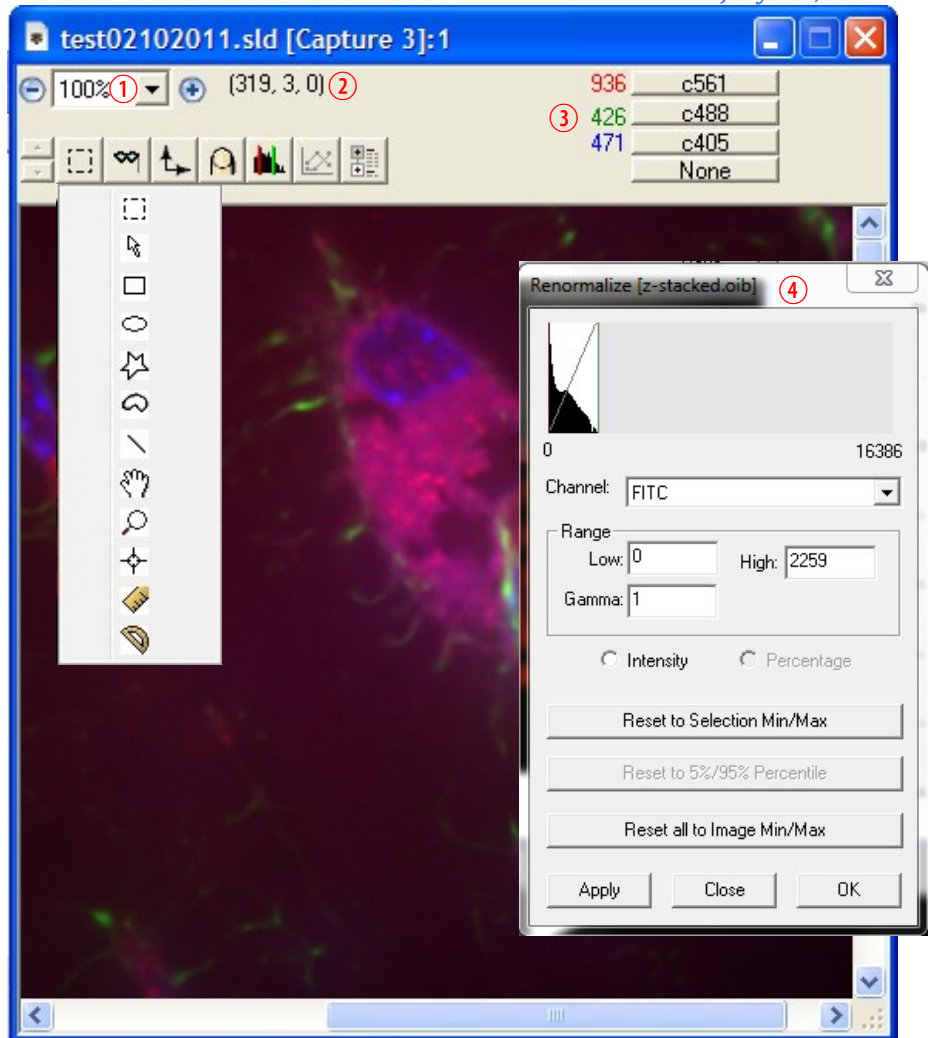 test02102011.sld [Capture 3]:1
100% ① (319, 3, 0) ②
936 c561
③ 426 c488
471 c405
None
Renormalize [z-stacked.oib] ④
0 16386
Channel: FITC
Range
Low: 0 High: 2259
Gamma: 1
Intensity Percentage
Reset to Selection Min/Max
Reset to 5%/95% Percentile
Reset all to Image Min/Max
Apply Close OK